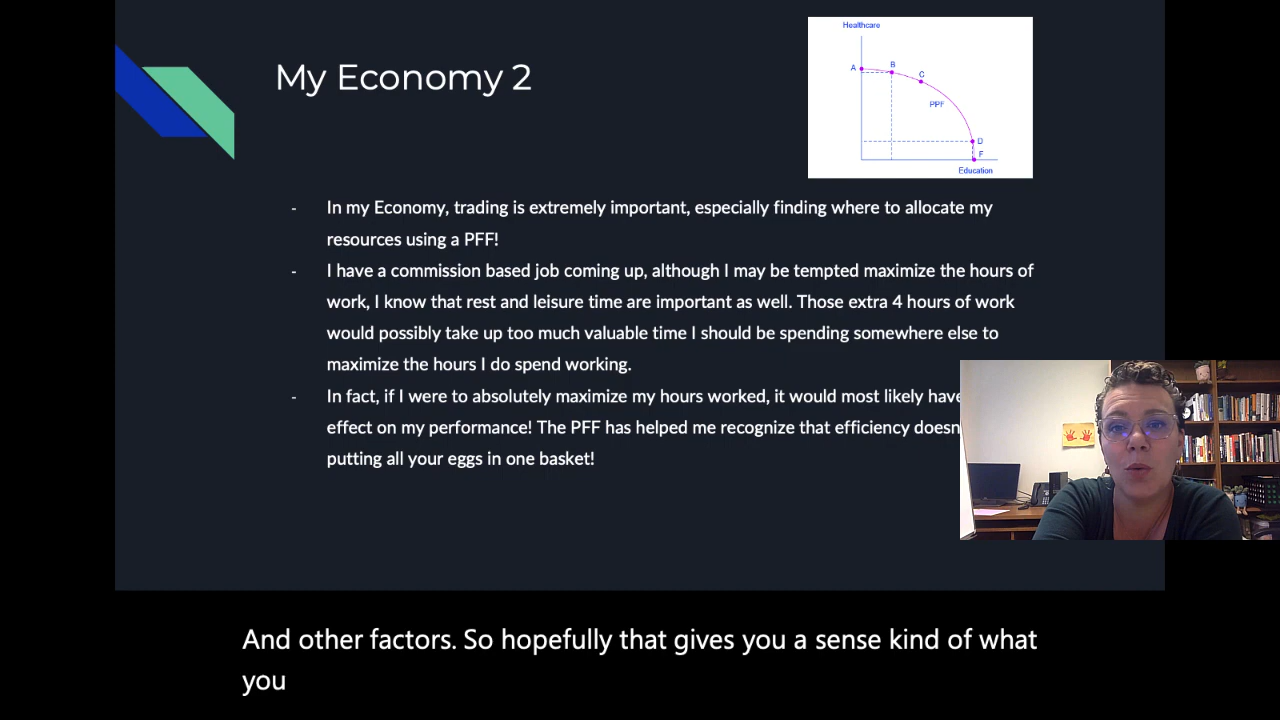 My Economy 2
Healthcare
A
B
C
PPF
D
F
Education
- In my Economy, trading is extremely important, especially finding where to allocate my
resources using a PFF!
- I have a commission based job coming up, although I may be tempted maximize the hours of
work, I know that rest and leisure time are important as well. Those extra 4 hours of work
would possibly take up too much valuable time I should be spending somewhere else to
maximize the hours I do spend working.
- In fact, if I were to absolutely maximize my hours worked, it would most likely have
effect on my performance! The PFF has helped me recognize that efficiency
putting all your eggs in one basket!
And other factors. So hopefully that gives you a sense kind of what
you